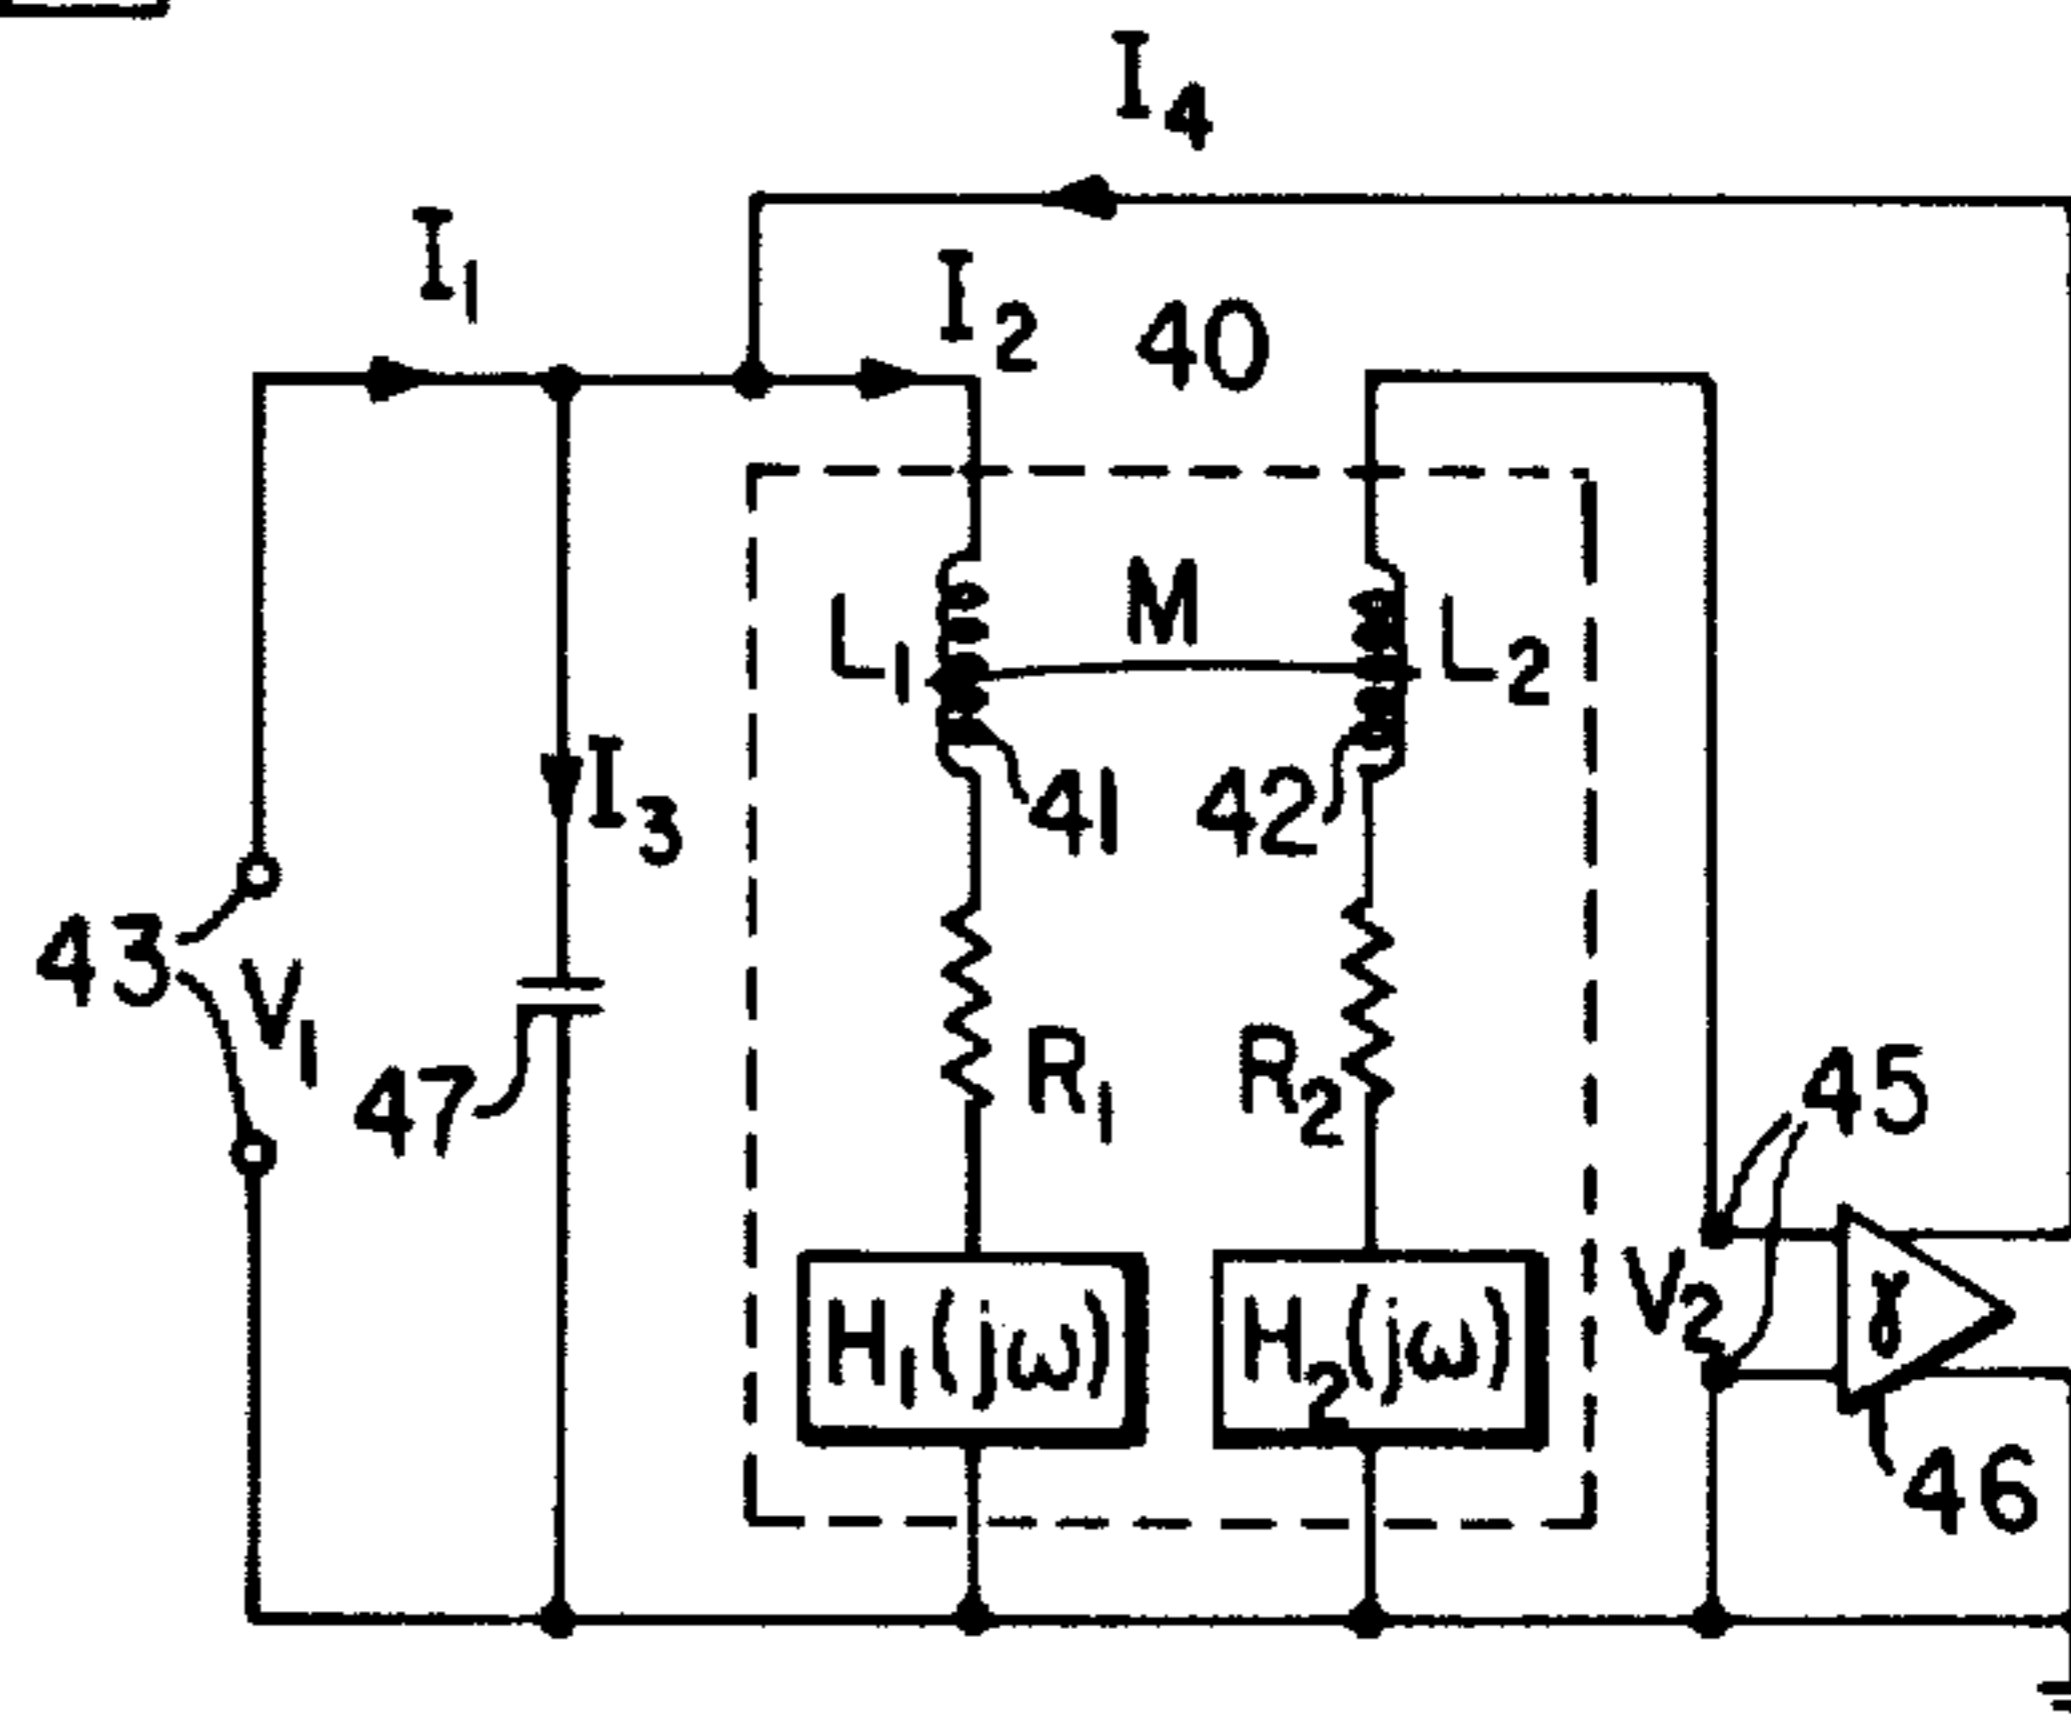 I4
I1
I2 40
M
L1 L2
I3
41 42
43 V1
R1 R2 45
47
V2
H1(jω) H2(jω) γ
46